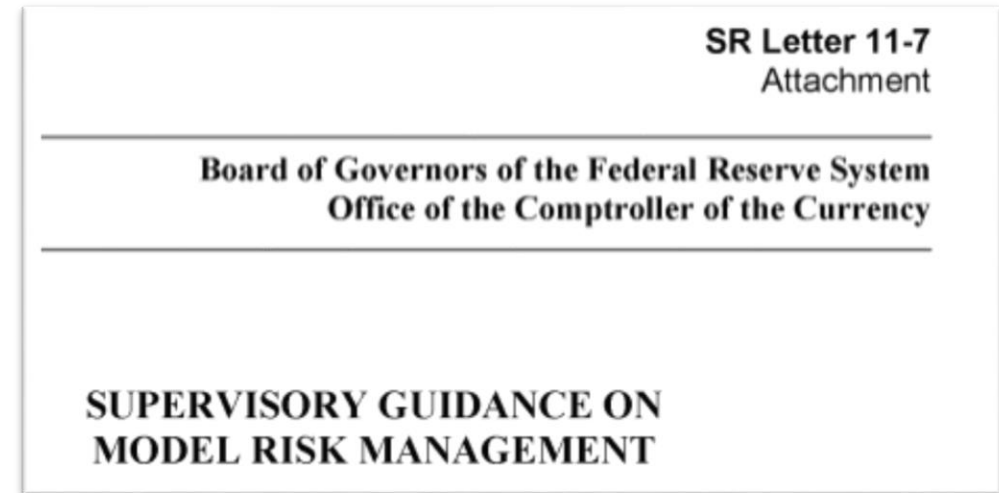 SR Letter 11-7
Attachment
Board of Governors of the Federal Reserve System
Office of the Comptroller of the Currency
SUPERVISORY GUIDANCE ON
MODEL RISK MANAGEMENT